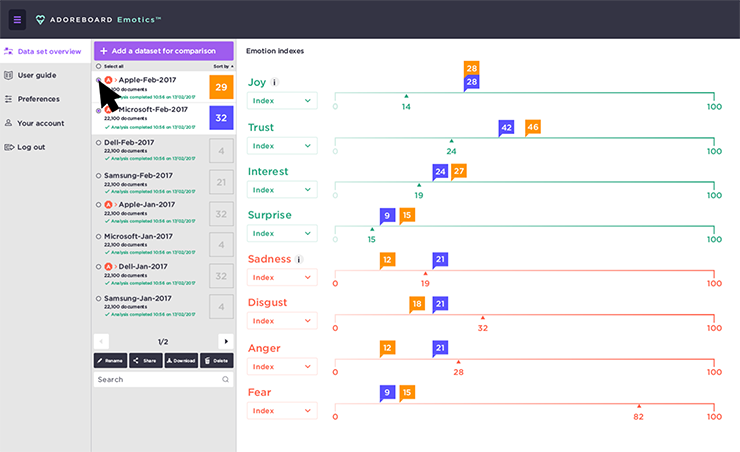 ADOREBOARD Emotics™
Data set overview
User guide
Preferences
Your account
Log out
+ Add a dataset for comparison
Select all
Sort by
A > Apple-Feb-2017
,100 documents
completed 10:56 on 13/02/2017
29
Microsoft-Feb-2017
22,100 documents
Analysis completed 10:56 on 13/02/2017
32
Dell-Feb-2017
22,100 documents
Analysis completed 10:56 on 13/02/2017
4
Samsung-Feb-2017
22,100 documents
Analysis completed 10:56 on 13/02/2017
21
A > Apple-Jan-2017
22,100 documents
Analysis completed 10:56 on 13/02/2017
32
Microsoft-Jan-2017
22,100 documents
Analysis completed 10:56 on 13/02/2017
4
A > Dell-Jan-2017
22,100 documents
Analysis completed 10:56 on 13/02/2017
32
Samsung-Jan-2017
22,100 documents
Analysis completed 10:56 on 13/02/2017
4
1/2
Rename Share Download Delete
Search
Emotion indexes
Joy i
Index
28
28
0 14 100
Trust
Index
42 46
0 24 100
Interest
Index
24 27
0 19 100
Surprise
Index
9 15
0 15 100
Sadness i
Index
12 21
0 19 100
Disgust
Index
18 21
0 32 100
Anger
Index
12 21
0 28 100
Fear
Index
9 15
0 82 100